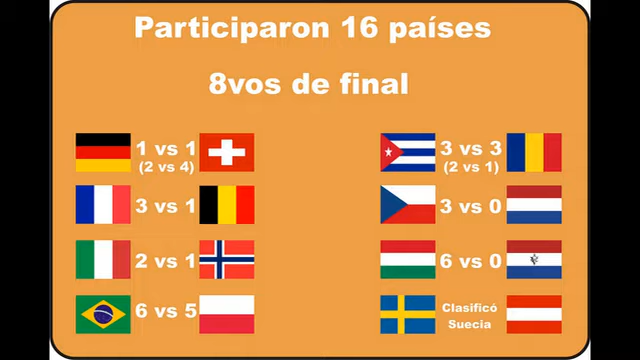 Participaron 16 países
8vos de final
1 vs 1
(2 vs 4)
3 vs 1
2 vs 1
6 vs 5
3 vs 3
(2 vs 1)
3 vs 0
6 vs 0
Clasificó
Suecia